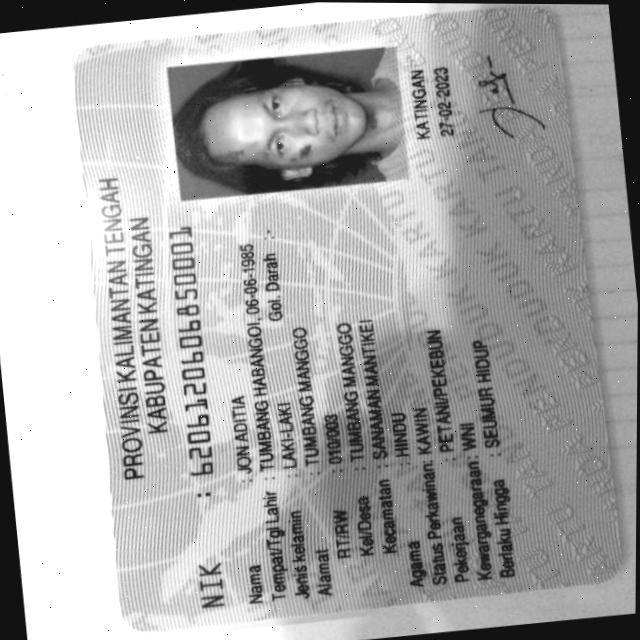 PROVINSI KALIMANTAN TENGAH
KABUPATEN KATINGAN
NIK : 6206120606850001
Nama : JON ADITIA
Tempat/Tgl Lahir : TUMBANG HABANGOI, 06-06-1985
Jenis kelamin : LAKI-LAKI Gol. Darah : -
Alamat : TUMBANG MANGGO
RT/RW : 010/003
Kel/Desa : TUMBANG MANGGO
Kecamatan : SANAMAN MANTIKEI
Agama : HINDU
Status Perkawinan: KAWIN
Pekerjaan : PETANI/PEKEBUN
Kewarganegaraan: WNI
Berlaku Hingga : SEUMUR HIDUP
KATINGAN
27-02-2023